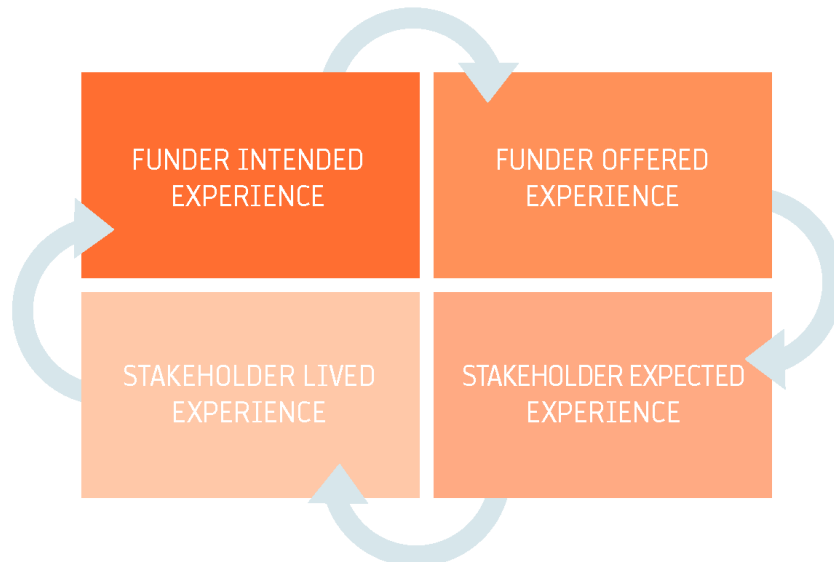 FUNDER INTENDED
EXPERIENCE
FUNDER OFFERED
EXPERIENCE
STAKEHOLDER LIVED
EXPERIENCE
STAKEHOLDER EXPECTED
EXPERIENCE